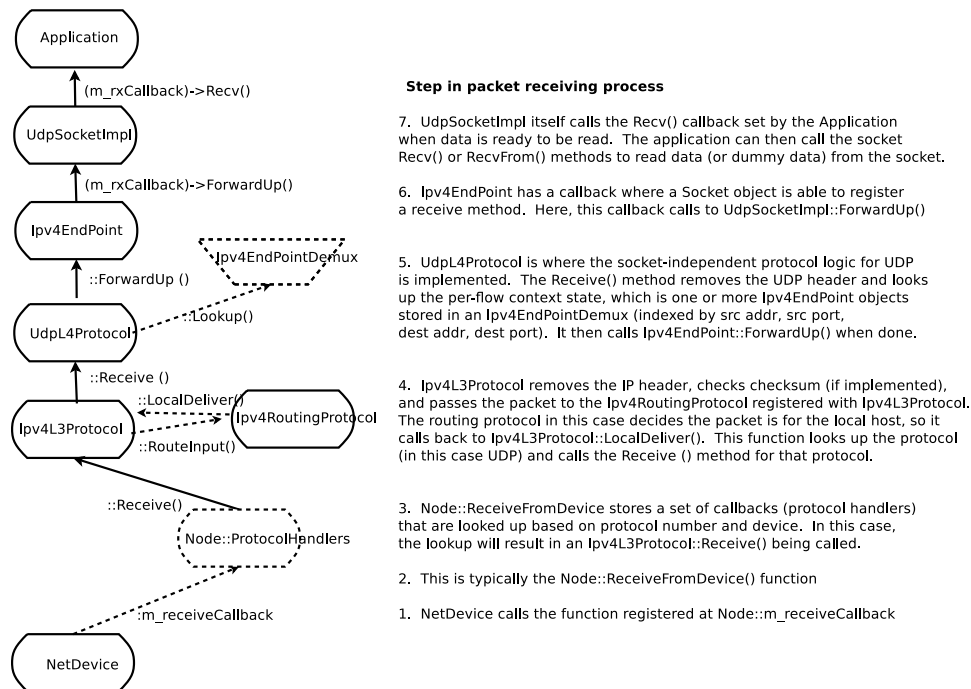 Application
(m_rxCallback)->Recv()
UdpSocketImpl
(m_rxCallback)->ForwardUp()
Ipv4EndPoint
Ipv4EndPointDemux
::ForwardUp ()
::Lookup()
UdpL4Protocol
::Receive ()
::LocalDeliver()
Ipv4L3Protocol
Ipv4RoutingProtocol
::RouteInput()
::Receive()
Node::ProtocolHandlers
:m_receiveCallback
NetDevice
Step in packet receiving process
7. UdpSocketImpl itself calls the Recv() callback set by the Application
when data is ready to be read. The application can then call the socket
Recv() or RecvFrom() methods to read data (or dummy data) from the socket.
6. Ipv4EndPoint has a callback where a Socket object is able to register
a receive method. Here, this callback calls to UdpSocketImpl::ForwardUp()
5. UdpL4Protocol is where the socket-independent protocol logic for UDP
is implemented. The Receive() method removes the UDP header and looks
up the per-flow context state, which is one or more Ipv4EndPoint objects
stored in an Ipv4EndPointDemux (indexed by src addr, src port,
dest addr, dest port). It then calls Ipv4EndPoint::ForwardUp() when done.
4. Ipv4L3Protocol removes the IP header, checks checksum (if implemented),
and passes the packet to the Ipv4RoutingProtocol registered with Ipv4L3Protocol.
The routing protocol in this case decides the packet is for the local host, so it
calls back to Ipv4L3Protocol::LocalDeliver(). This function looks up the protocol
(in this case UDP) and calls the Receive () method for that protocol.
3. Node::ReceiveFromDevice stores a set of callbacks (protocol handlers)
that are looked up based on protocol number and device. In this case,
the lookup will result in an Ipv4L3Protocol::Receive() being called.
2. This is typically the Node::ReceiveFromDevice() function
1. NetDevice calls the function registered at Node::m_receiveCallback